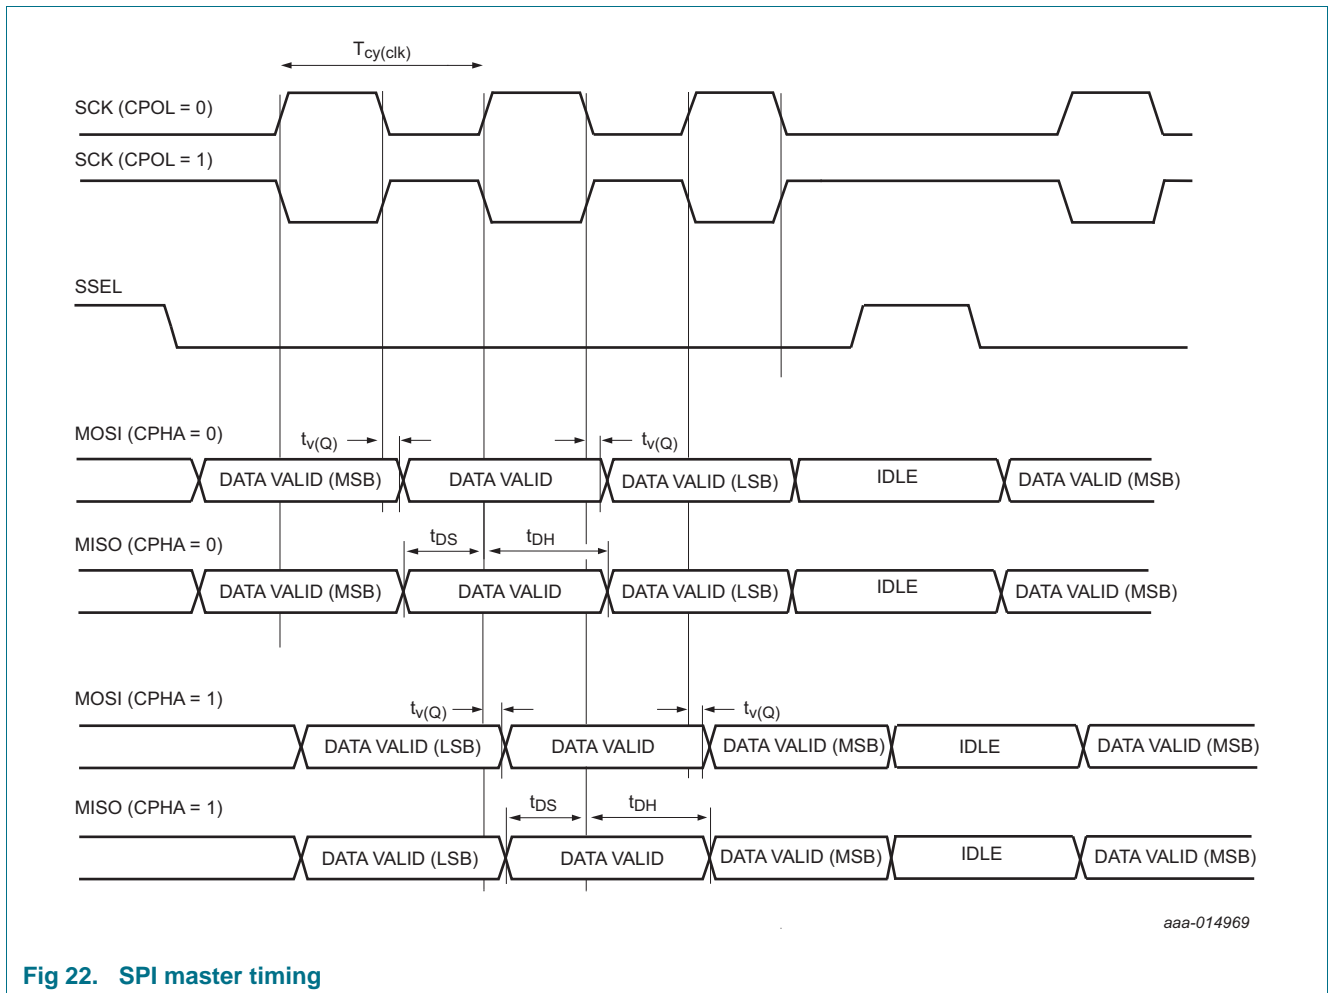 Tcy(clk)
SCK (CPOL = 0)
SCK (CPOL = 1)
SSEL
MOSI (CPHA = 0)
tv(Q) tv(Q)
DATA VALID (MSB) DATA VALID DATA VALID (LSB) IDLE DATA VALID (MSB)
MISO (CPHA = 0)
tDS tDH
DATA VALID (MSB) DATA VALID DATA VALID (LSB) IDLE DATA VALID (MSB)
MOSI (CPHA = 1)
tv(Q) tv(Q)
DATA VALID (LSB) DATA VALID DATA VALID (MSB) IDLE DATA VALID (MSB)
MISO (CPHA = 1)
tDS tDH
DATA VALID (LSB) DATA VALID DATA VALID (MSB) IDLE DATA VALID (MSB)
aaa-014969
Fig 22. SPI master timing